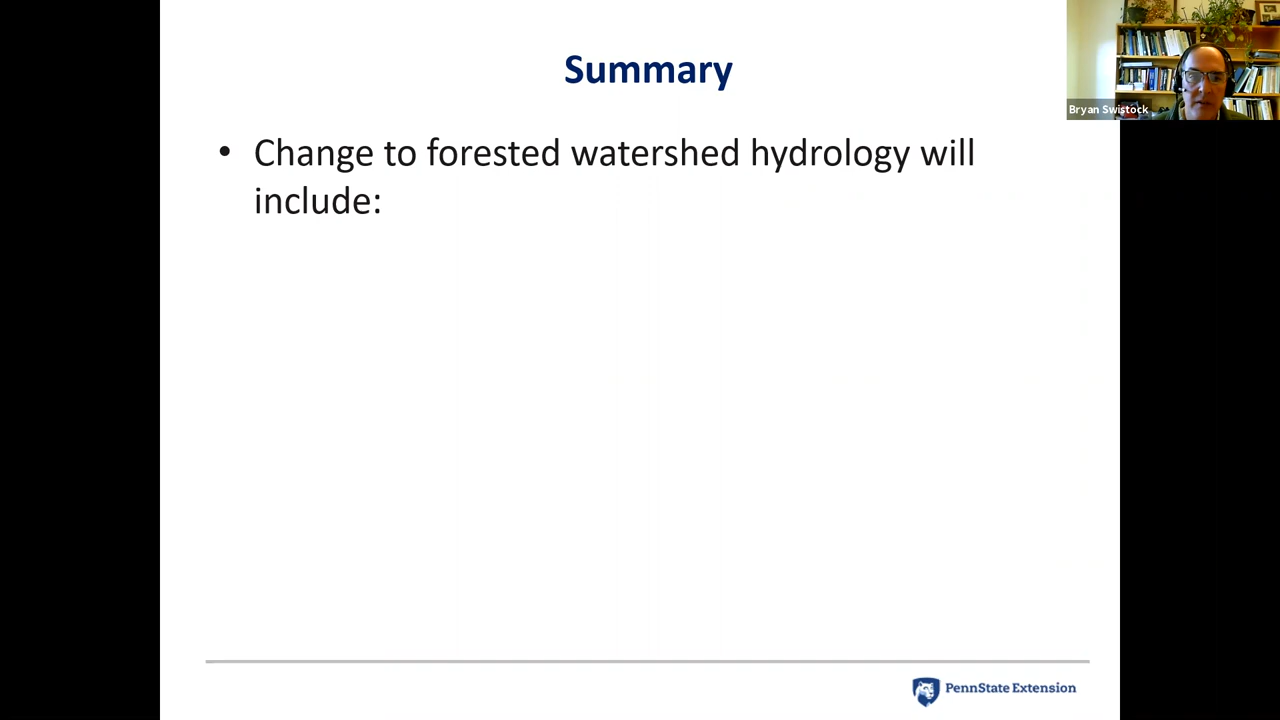 Summary
Bryan Swistock
• Change to forested watershed hydrology will
include:
PennState Extension